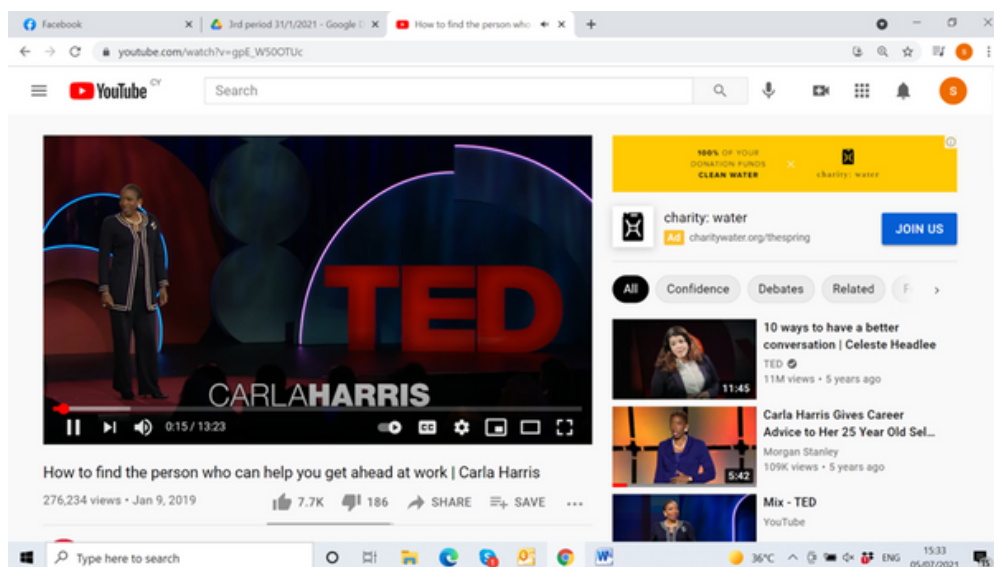 Facebook
3rd period 31/1/2021 - Google D
How to find the person who
youtube.com/watch?v=gpE_W50OTUc
YouTube CY
Search
S
TED
CARLAHARRIS
0:15 / 13:23
CC
How to find the person who can help you get ahead at work | Carla Harris
276,234 views • Jan 9, 2019
7.7K
186
SHARE
SAVE
100% OF YOUR
DONATION FUNDS
CLEAN WATER
charity: water
charity: water
Ad charitywater.org/thespring
JOIN US
All
Confidence
Debates
Related
10 ways to have a better
conversation | Celeste Headlee
TED
11M views • 5 years ago
11:45
Carla Harris Gives Career
Advice to Her 25 Year Old Sel...
Morgan Stanley
109K views • 5 years ago
5:42
Mix - TED
YouTube
Type here to search
36°C
ENG
15:33
05/07/2021